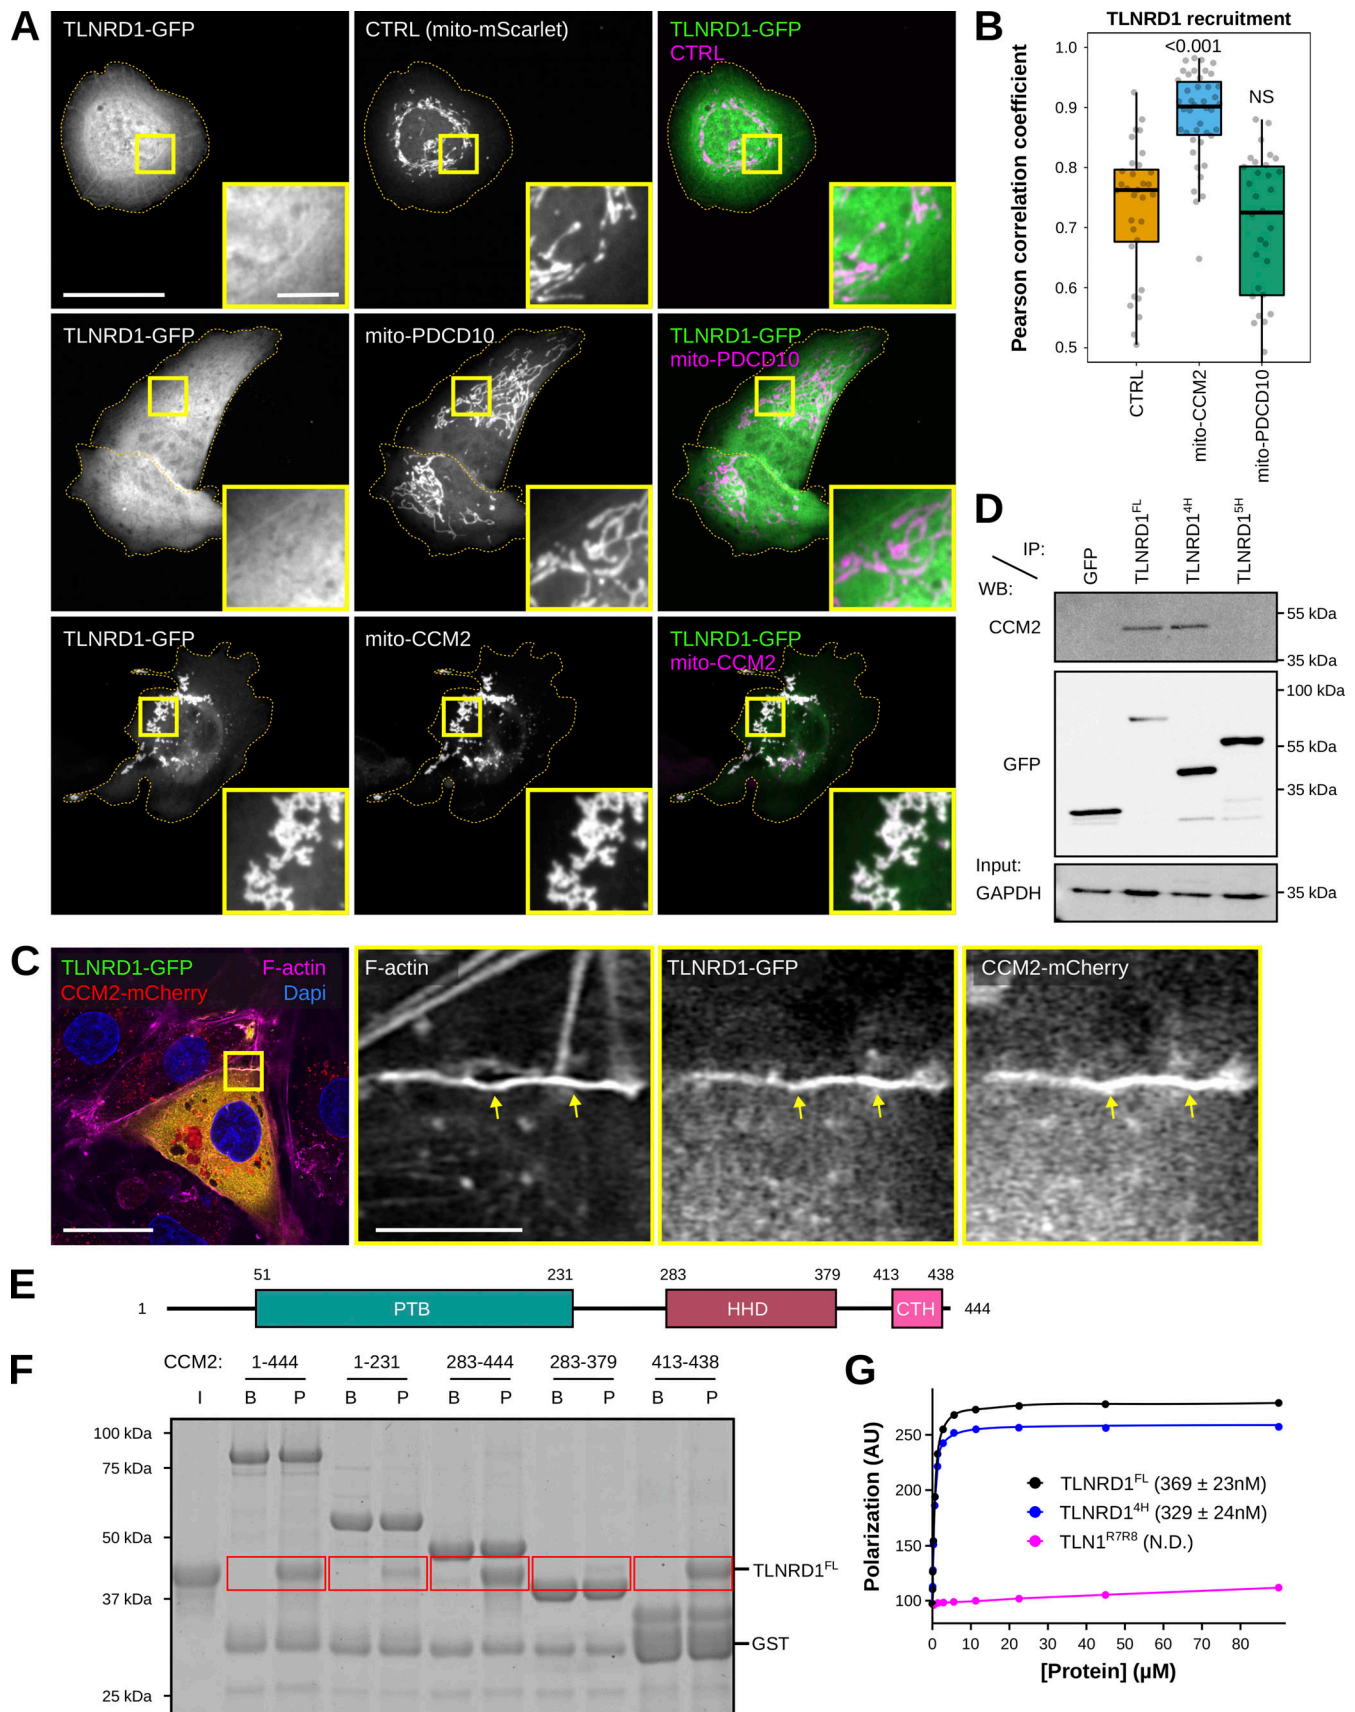 A
TLNRD1-GFP
CTRL (mito-mScarlet)
TLNRD1-GFP
CTRL
TLNRD1-GFP
mito-PDCD10
TLNRD1-GFP
mito-PDCD10
TLNRD1-GFP
mito-CCM2
TLNRD1-GFP
mito-CCM2
B
TLNRD1 recruitment
Pearson correlation coefficient
1.0
0.9
0.8
0.7
0.6
0.5
<0.001
NS
CTRL
mito-CCM2
mito-PDCD10
D
IP:
WB:
GFP
TLNRD1FL
TLNRD14H
TLNRD15H
CCM2
55 kDa
35 kDa
GFP
100 kDa
55 kDa
35 kDa
Input:
GAPDH
35 kDa
C
TLNRD1-GFP F-actin
CCM2-mCherry Dapi
F-actin
TLNRD1-GFP
CCM2-mCherry
E
51 231 283 379 413 438
1 PTB HHD CTH 444
F
CCM2: 1-444 1-231 283-444 283-379 413-438
I B P B P B P B P B P
100 kDa
75 kDa
50 kDa
37 kDa
25 kDa
TLNRD1FL
GST
G
Polarization (AU)
250
200
150
100
TLNRD1FL (369 ± 23nM)
TLNRD14H (329 ± 24nM)
TLN1R7R8 (N.D.)
0 10 20 30 40 50 60 70 80
[Protein] (µM)